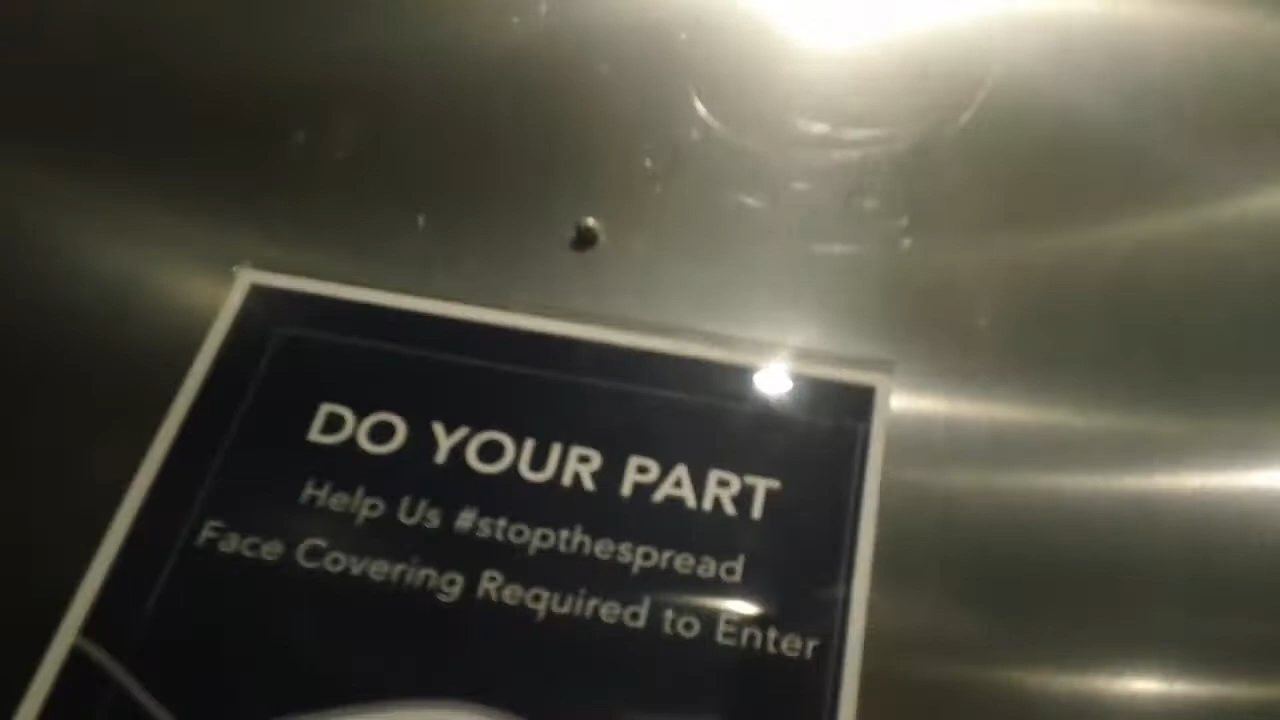 DO YOUR PART
Help Us #stopthespread
Face Covering Required to Enter